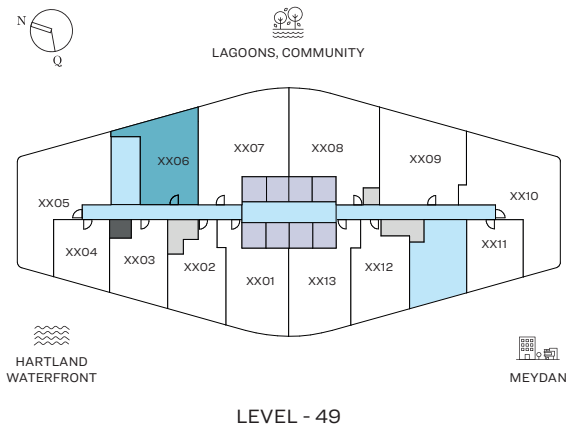 N
Q
LAGOONS, COMMUNITY
XX07
XX08
XX06
XX09
XX05
XX10
XX04
XX03
XX02
XX01
XX13
XX12
XX11
HARTLAND
WATERFRONT
MEYDAN
LEVEL - 49